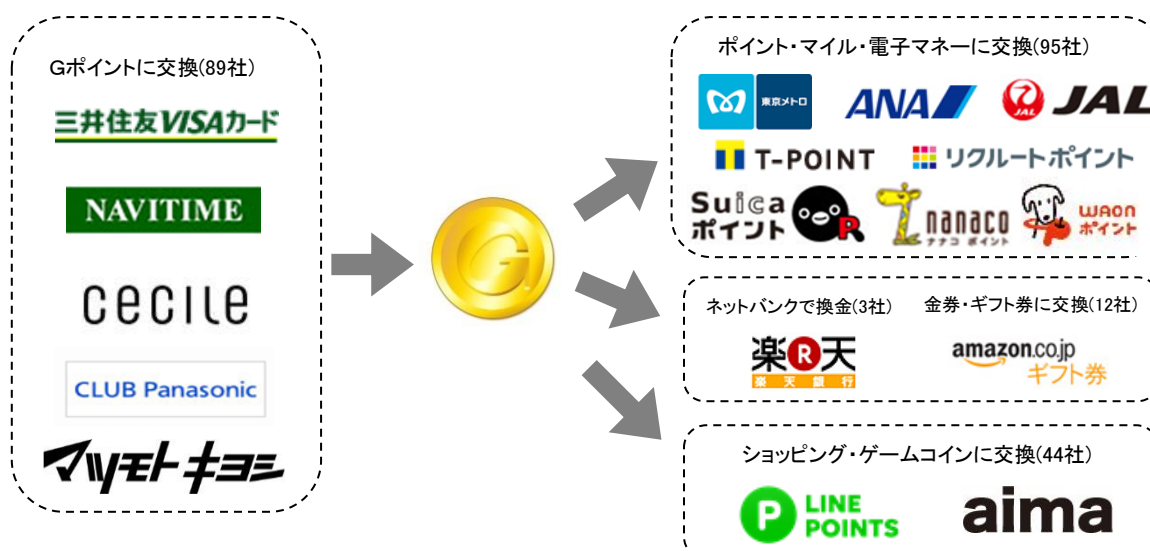 Gポイントに交換(89社)
三井住友VISAカード
NAVITIME
CECILE
CLUB Panasonic
マツモトキヨシ
G
ポイント・マイル・電子マネーに交換(95社)
東京メトロ
ANA
JAL
JAL
T-POINT
リクルートポイント
Suica
ポイント
R
nanaco
ナナコ ポイント
WAON
ポイント
ネットバンクで換金(3社)
楽R天
楽天銀行
金券・ギフト券に交換(12社)
amazon.co.jp
ギフト券
ショッピング・ゲームコインに交換(44社)
P
LINE
POINTS
aima